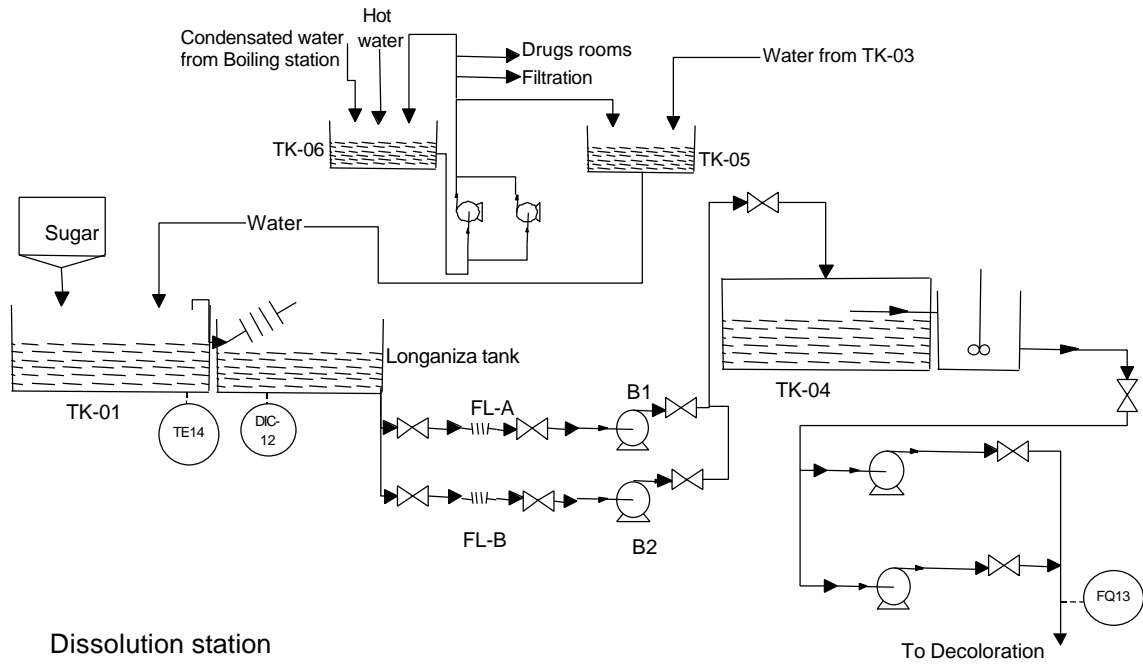 Hot
water
Condensated water
from Boiling station
Drugs rooms
Filtration
Water from TK-03
TK-06
TK-05
Sugar
Water
Longaniza tank
TK-01
TK-04
TE14
DIC-
12
FL-A
B1
FL-B
B2
FQ13
Dissolution station
To Decoloration